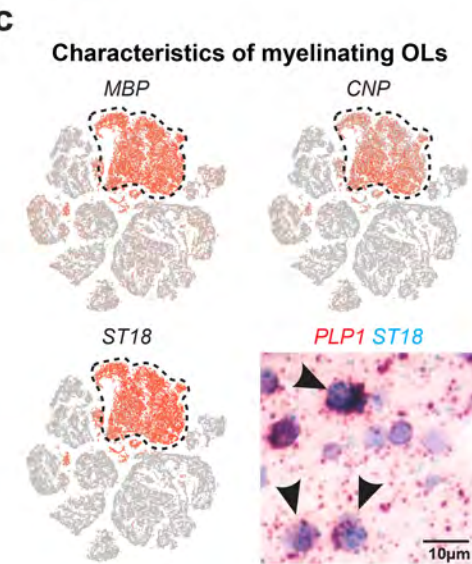 c
Characteristics of myelinating OLs
MBP
CNP
ST18
PLP1 ST18
10μm